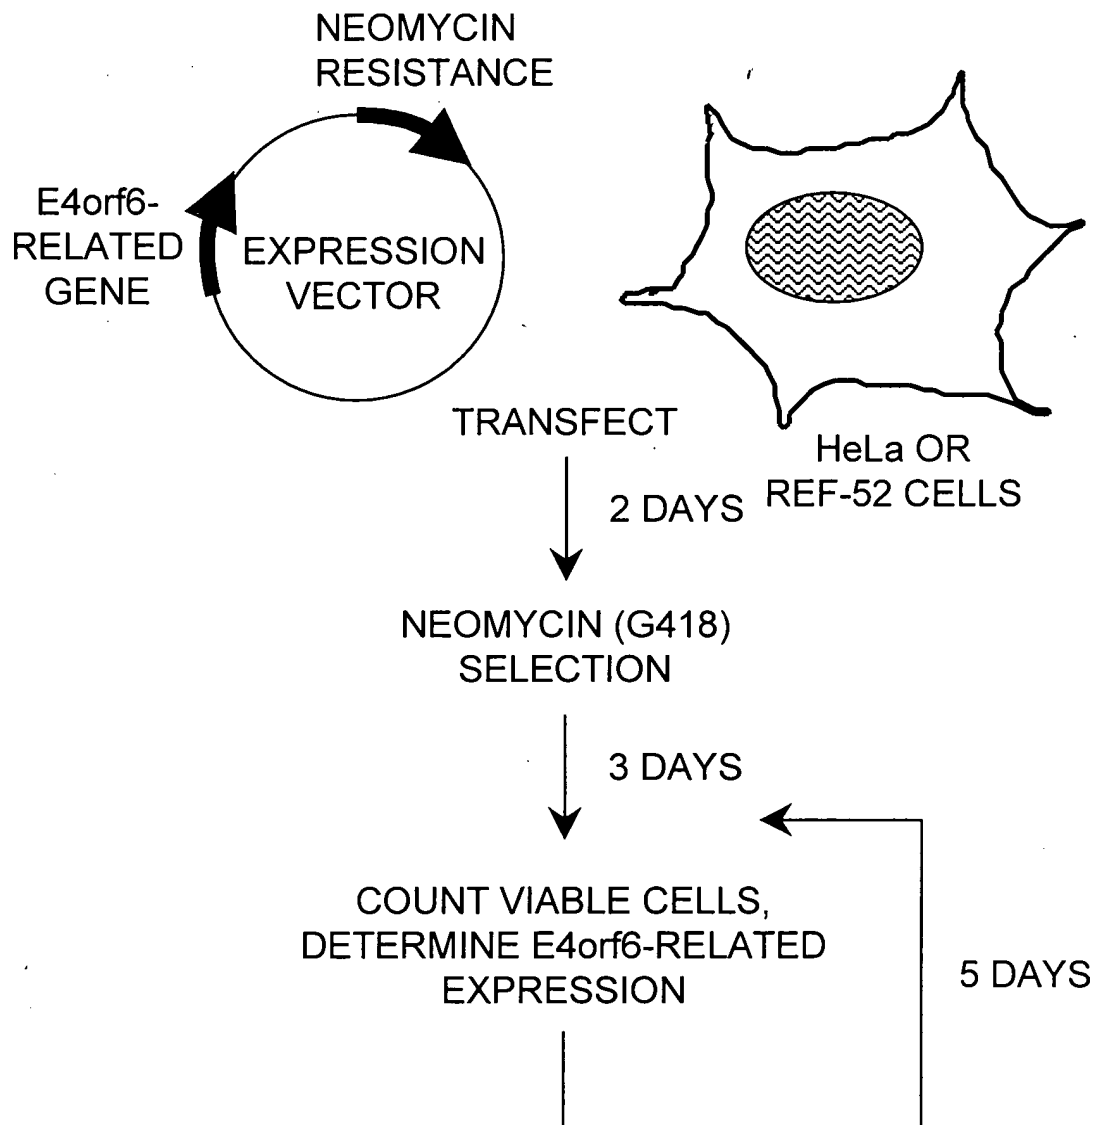 NEOMYCIN
RESISTANCE
E4orf6-
RELATED
GENE
EXPRESSION
VECTOR
TRANSFECT
HeLa OR
REF-52 CELLS
2 DAYS
NEOMYCIN (G418)
SELECTION
3 DAYS
COUNT VIABLE CELLS,
DETERMINE E4orf6-RELATED
EXPRESSION
5 DAYS